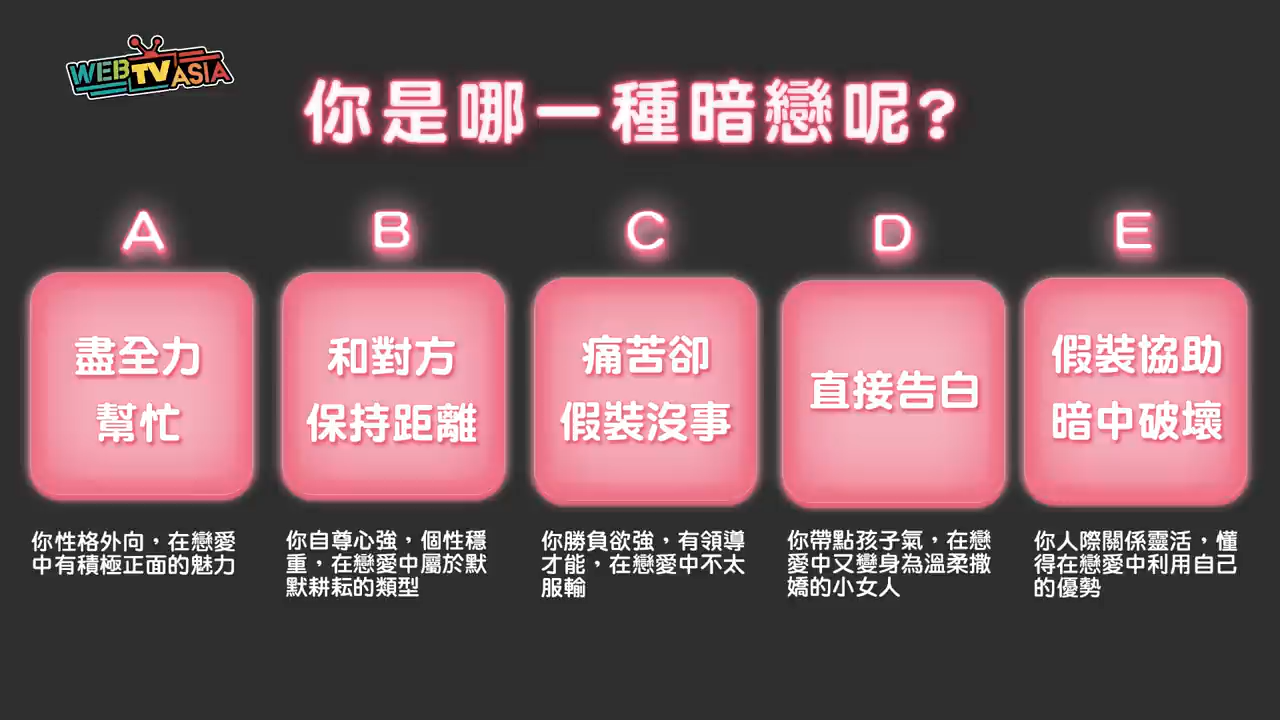 WEBTVASIA
你是哪一種暗戀呢?
A
盡全力
幫忙
你性格外向，在戀愛
中有積極正面的魅力
B
和對方
保持距離
你自尊心強，個性穩
重，在戀愛中屬於默
默耕耘的類型
C
痛苦卻
假裝沒事
你勝負欲強，有領導
才能，在戀愛中不太
服輸
D
直接告白
你帶點孩子氣，在戀
愛中又變身為溫柔撒
嬌的小女人
E
假裝協助
暗中破壞
你人際關係靈活，懂
得在戀愛中利用自己
的優勢